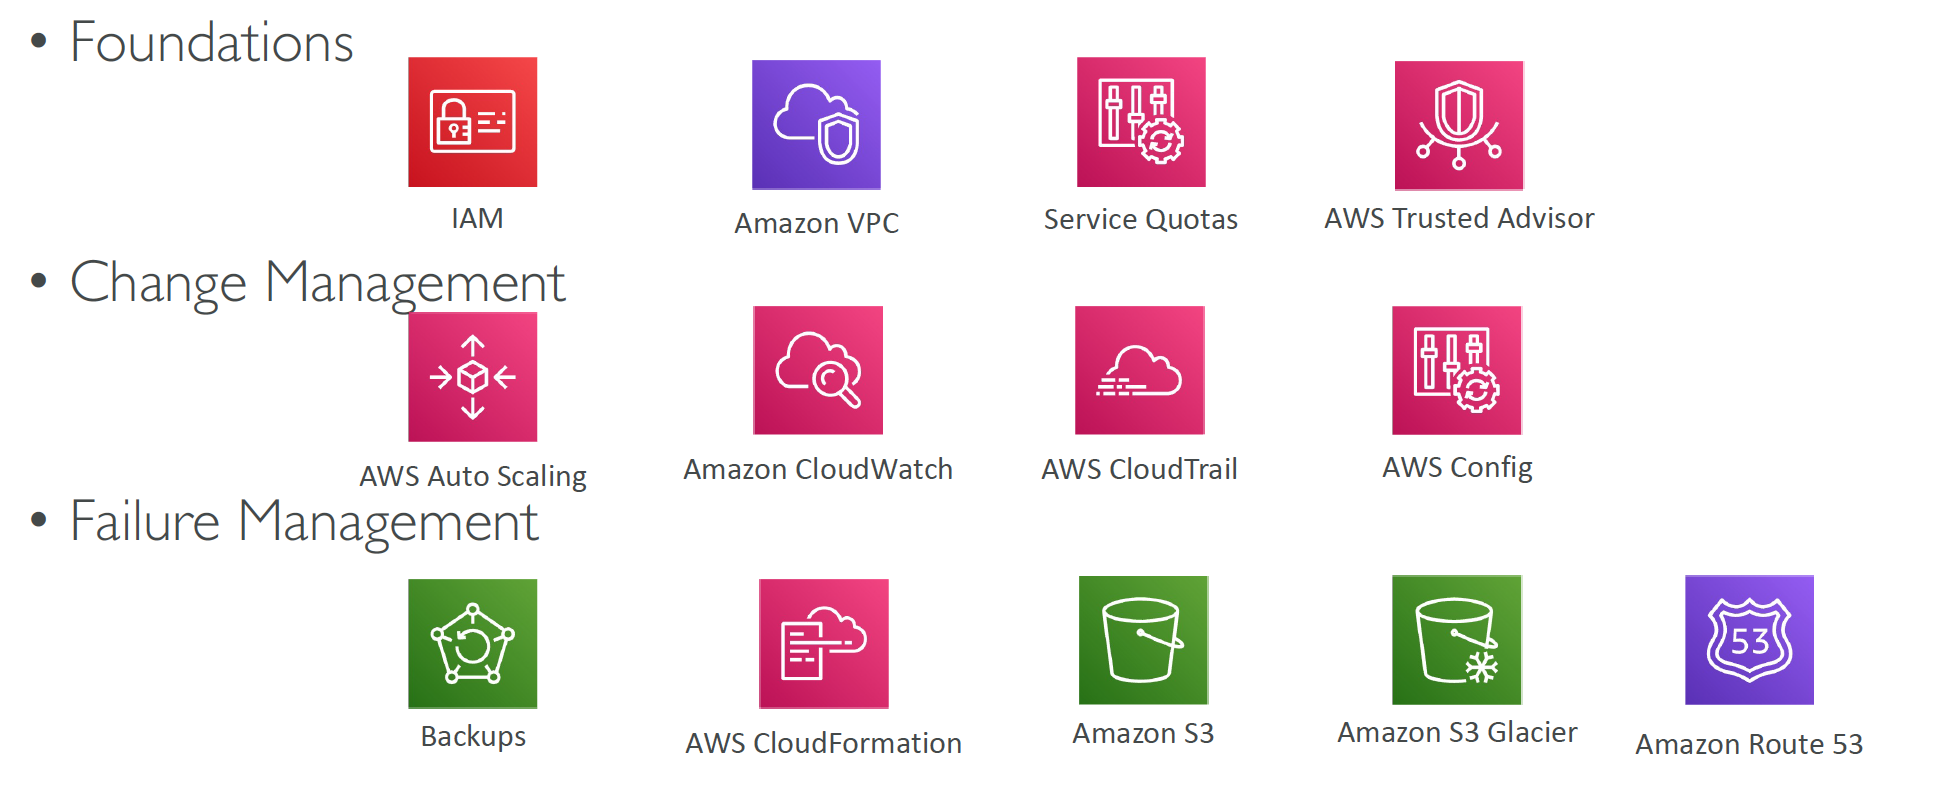 • Foundations
IAM
Amazon VPC
Service Quotas
AWS Trusted Advisor
• Change Management
AWS Auto Scaling
Amazon CloudWatch
AWS CloudTrail
AWS Config
• Failure Management
Backups
AWS CloudFormation
Amazon S3
Amazon S3 Glacier
53
Amazon Route 53